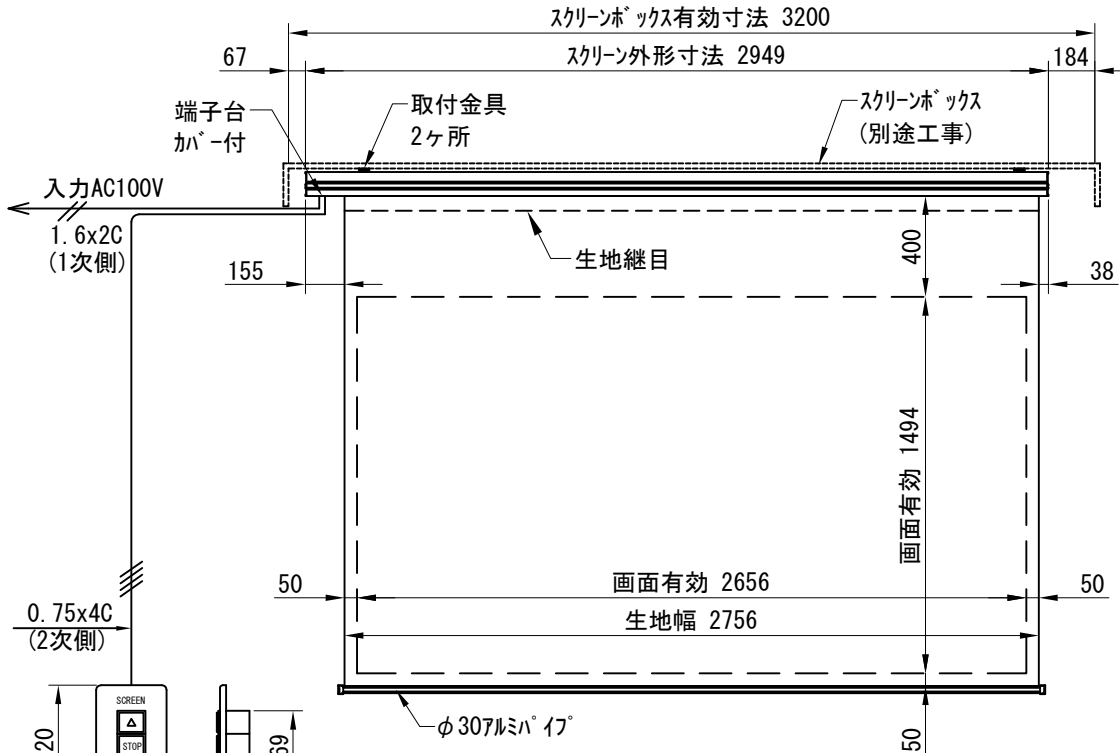 スクリーンボックス有効寸法 3200
67
スクリーン外形寸法 2949
184
端子台
カバー付
取付金具
2ヶ所
スクリーンボックス
(別途工事)
入力AC100V
1.6x2C
(1次側)
生地継目
400
155
38
画面有効 1494
50
画面有効 2656
50
生地幅 2756
0.75x4C
(2次側)
SCREEN
STOP
20
69
φ30アルミパイプ
50